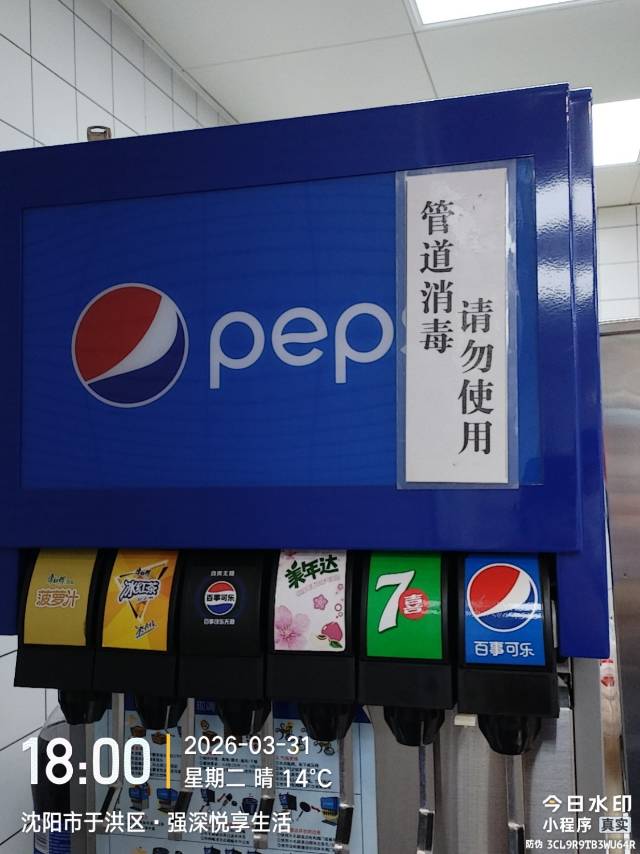 管道消毒
请勿使用
pep
菠萝汁
冰红茶
百事可乐
美年达
7喜
百事可乐
18:00
2026-03-31
星期二 晴 14℃
沈阳市于洪区·强深悦享生活
今日水印
小程序 真实
防伪 3CL9R9TB3WU64R